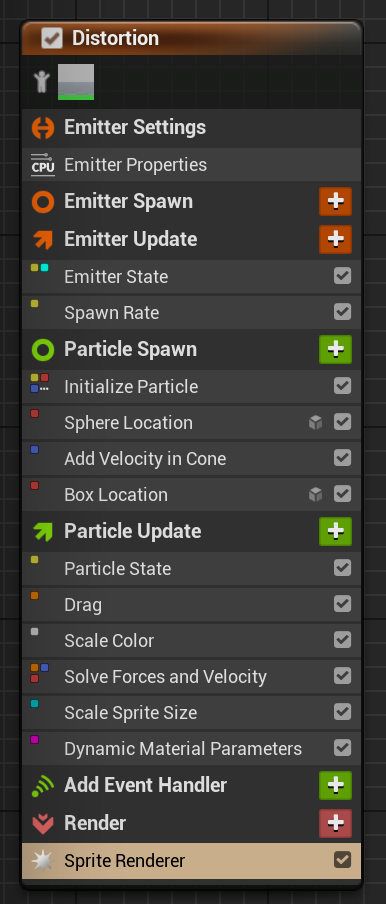 Distortion
Emitter Settings
CPU Emitter Properties
Emitter Spawn
Emitter Update
Emitter State
Spawn Rate
Particle Spawn
Initialize Particle
Sphere Location
Add Velocity in Cone
Box Location
Particle Update
Particle State
Drag
Scale Color
Solve Forces and Velocity
Scale Sprite Size
Dynamic Material Parameters
Add Event Handler
Render
Sprite Renderer